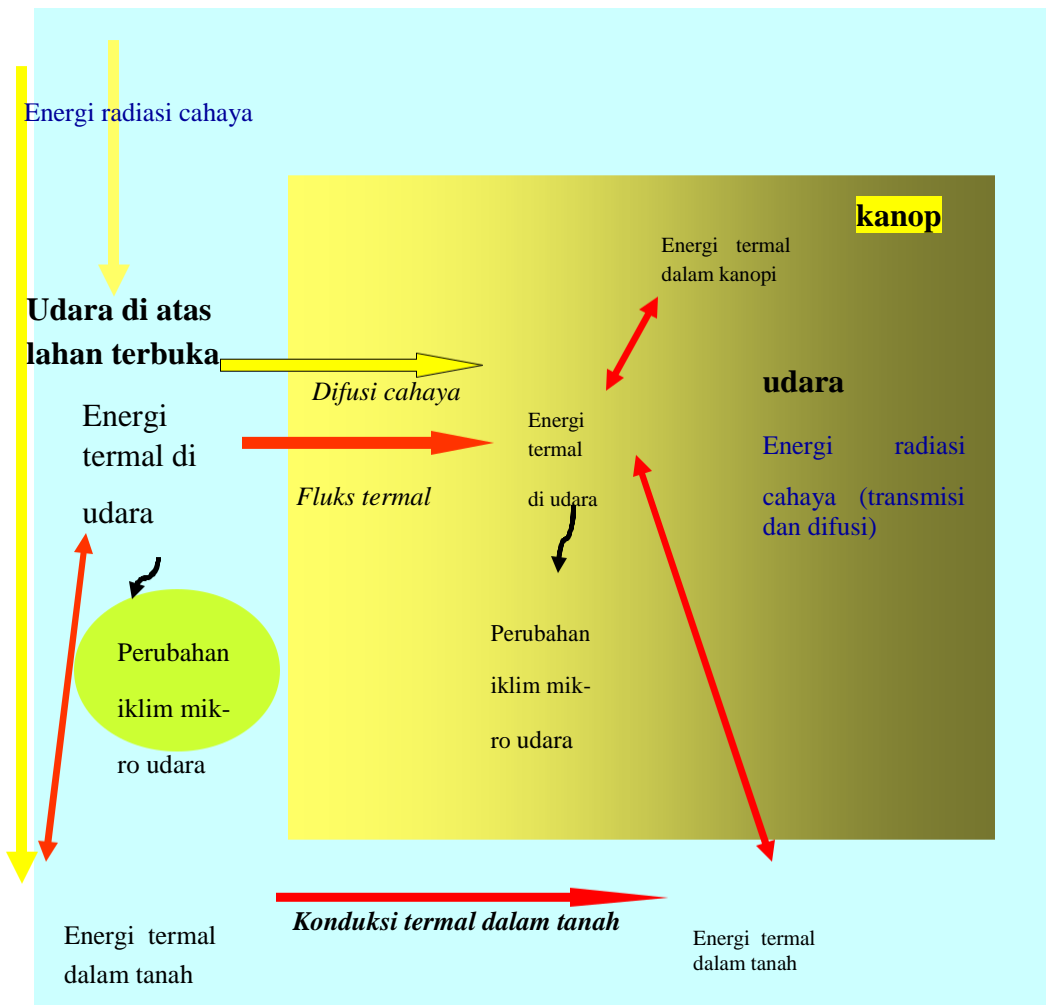 Energi radiasi cahaya
kanop
Energi termal
dalam kanopi
Udara di atas
lahan terbuka
Difusi cahaya
udara
Energi
termal di
udara
Energi
termal
di udara
Energi radiasi
cahaya (transmisi
dan difusi)
Fluks termal
Perubahan
iklim mik-
ro udara
Perubahan
iklim mik-
ro udara
Konduksi termal dalam tanah
Energi termal
dalam tanah
Energi termal
dalam tanah